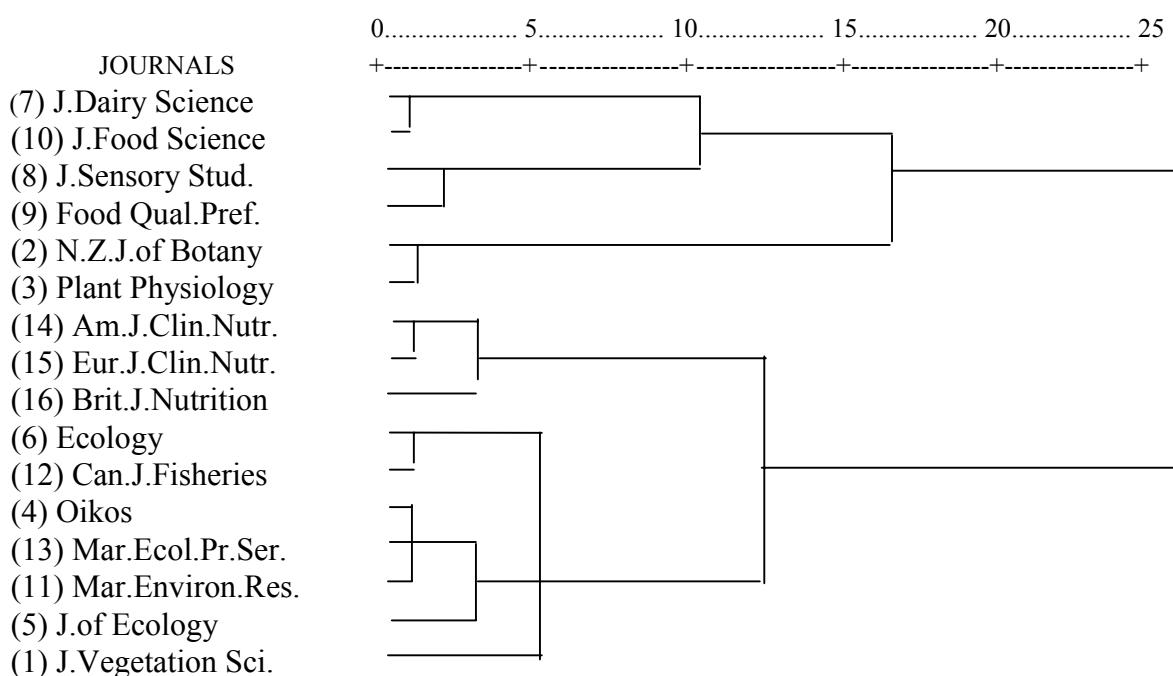 0.................. 5................. 10.................. 15................. 20.................. 25
JOURNALS +----------------+----------------+----------------+----------------+----------------+
(7) J.Dairy Science
(10) J.Food Science
(8) J.Sensory Stud.
(9) Food Qual.Pref.
(2) N.Z.J.of Botany
(3) Plant Physiology
(14) Am.J.Clin.Nutr.
(15) Eur.J.Clin.Nutr.
(16) Brit.J.Nutrition
(6) Ecology
(12) Can.J.Fisheries
(4) Oikos
(13) Mar.Ecol.Pr.Ser.
(11) Mar.Environ.Res.
(5) J.of Ecology
(1) J.Vegetation Sci.